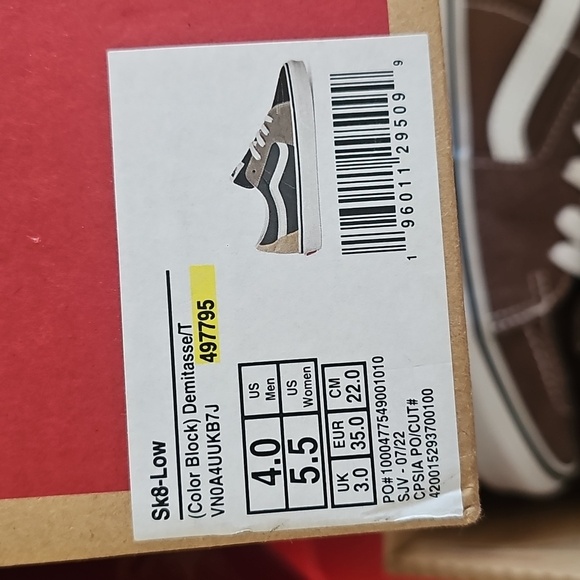 Sk8-Low
(Color Block) Demitasse/T
VN0A4UUKB7J 497795
4.0 US Men
5.5 US Women
UK EUR CM
3.0 35.0 22.0
PO# 1000477549001010
SJV - 07/22
CPSIA PO/CUT#
420015293700100
1 96011 29509 9